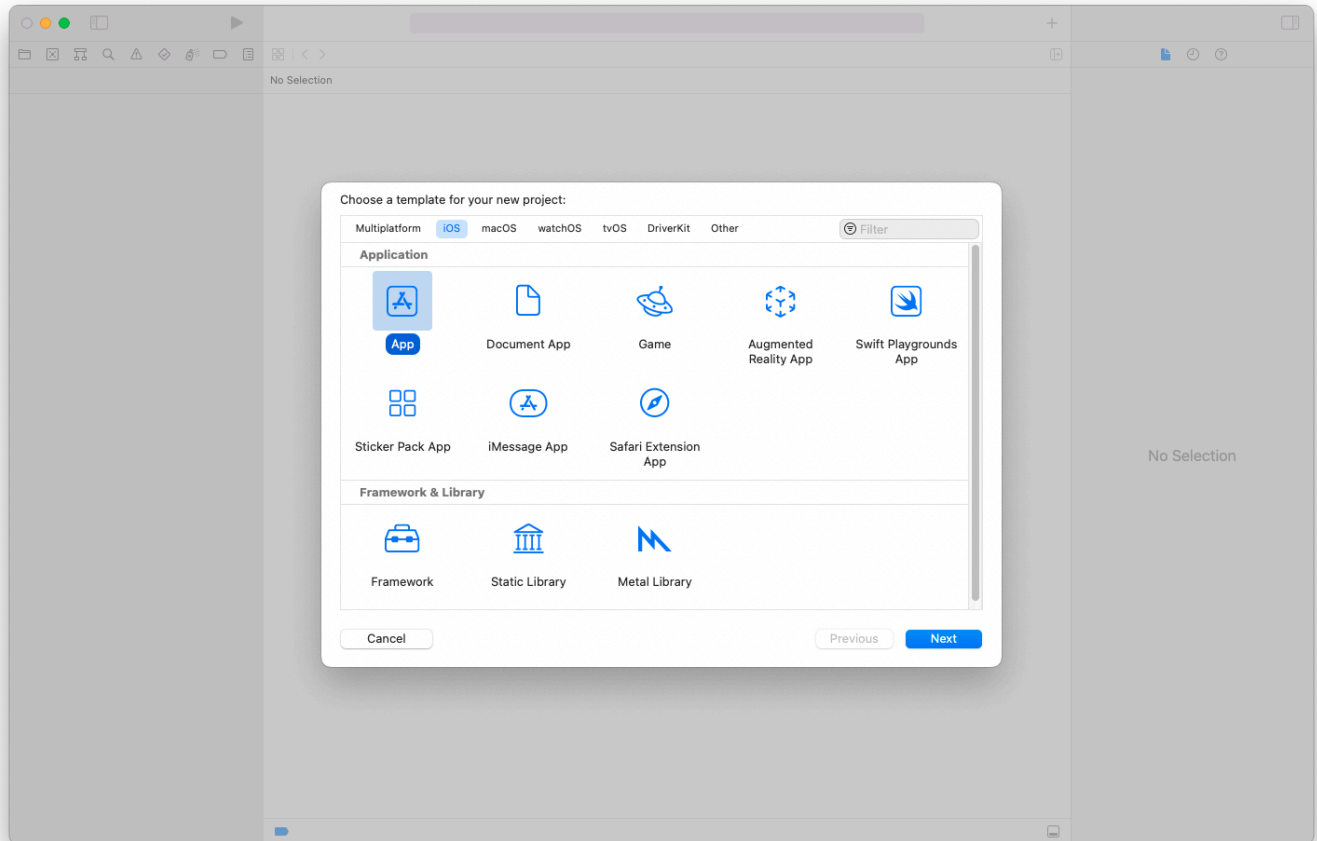 No Selection
Choose a template for your new project:
Multiplatform iOS macOS watchOS tvOS DriverKit Other Filter
Application
App Document App Game Augmented Reality App Swift Playgrounds App
Sticker Pack App iMessage App Safari Extension App
No Selection
Framework & Library
Framework Static Library Metal Library
Cancel Previous Next